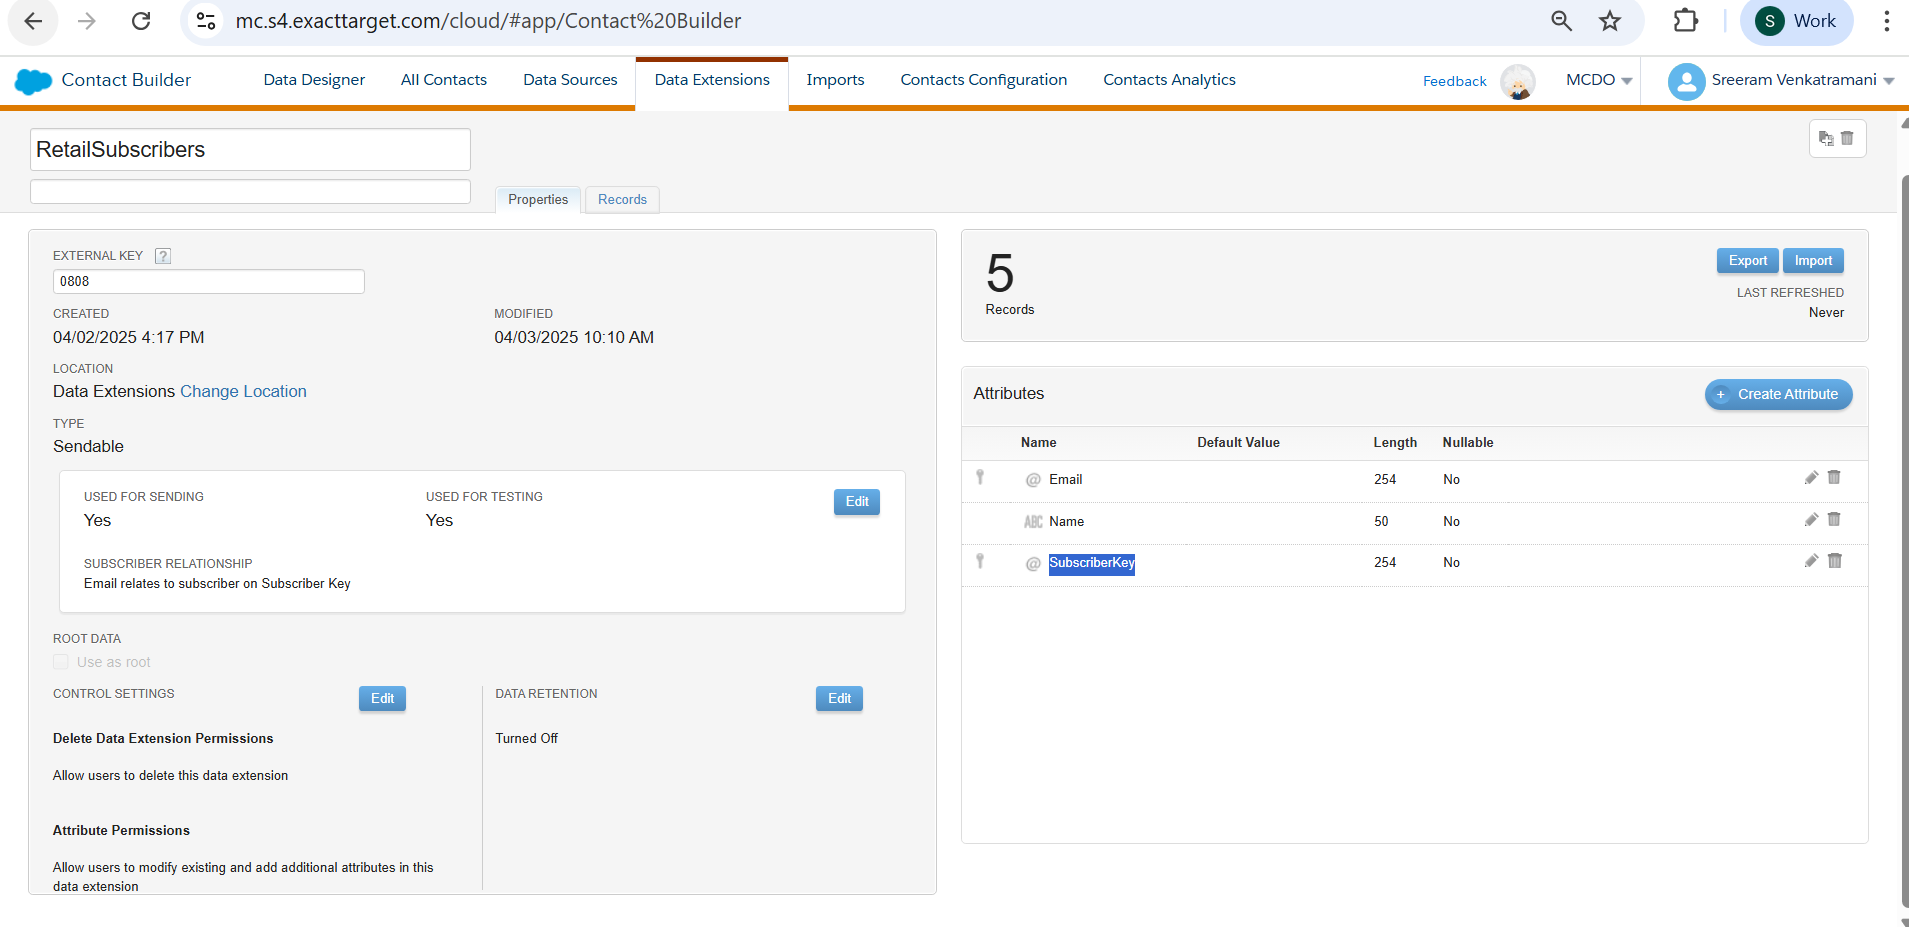 mc.s4.exacttarget.com/cloud/#app/Contact%20Builder
S Work
Contact Builder Data Designer All Contacts Data Sources Data Extensions Imports Contacts Configuration Contacts Analytics Feedback MCDO Sreeram Venkatramani
RetailSubscribers
Properties Records
EXTERNAL KEY ?
0808
CREATED MODIFIED
04/02/2025 4:17 PM 04/03/2025 10:10 AM
LOCATION
Data Extensions Change Location
TYPE
Sendable
USED FOR SENDING USED FOR TESTING Edit
Yes Yes
SUBSCRIBER RELATIONSHIP
Email relates to subscriber on Subscriber Key
ROOT DATA
Use as root
CONTROL SETTINGS Edit DATA RETENTION Edit
Delete Data Extension Permissions Turned Off
Allow users to delete this data extension
Attribute Permissions
Allow users to modify existing and add additional attributes in this
data extension
5
Records
Export Import
LAST REFRESHED
Never
Attributes + Create Attribute
Name Default Value Length Nullable
@ Email 254 No
ABC Name 50 No
@ SubscriberKey 254 No